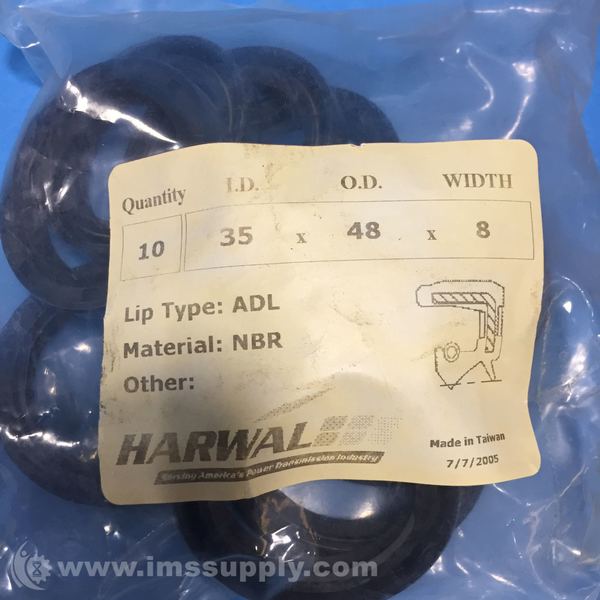 Quantity I.D. O.D. WIDTH
10 35 x 48 x 8
Lip Type: ADL
Material: NBR
Other:
HARWAL
Serving America's Power Transmission Industry
Made in Taiwan
7/7/2005
www.imssupply.com